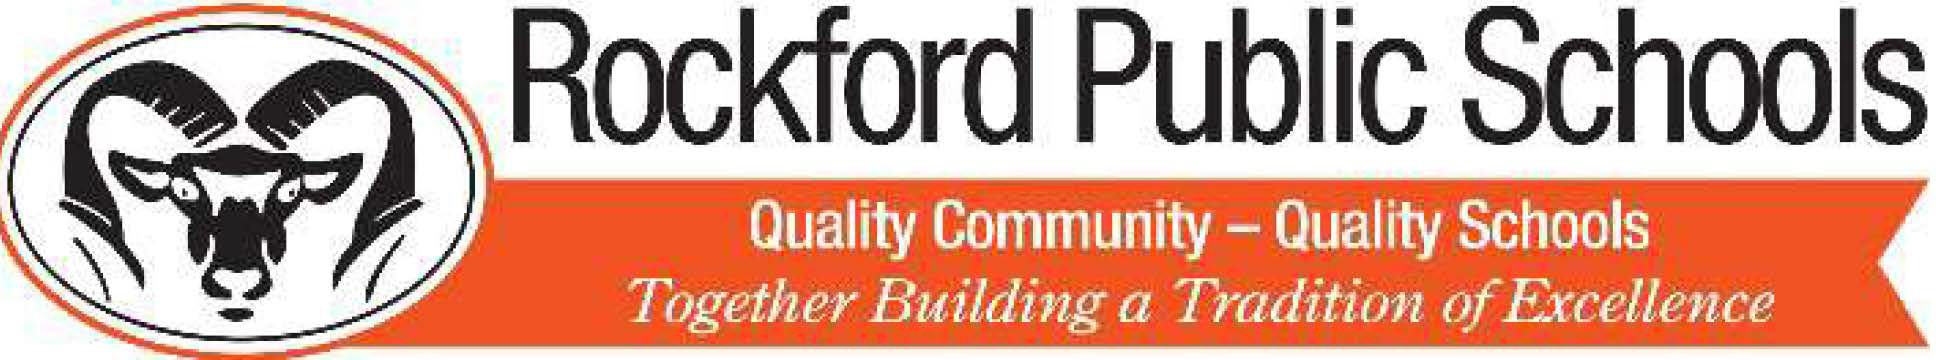 Rockford Public Schools
Quality Community – Quality Schools
Together Building a Tradition of Excellence